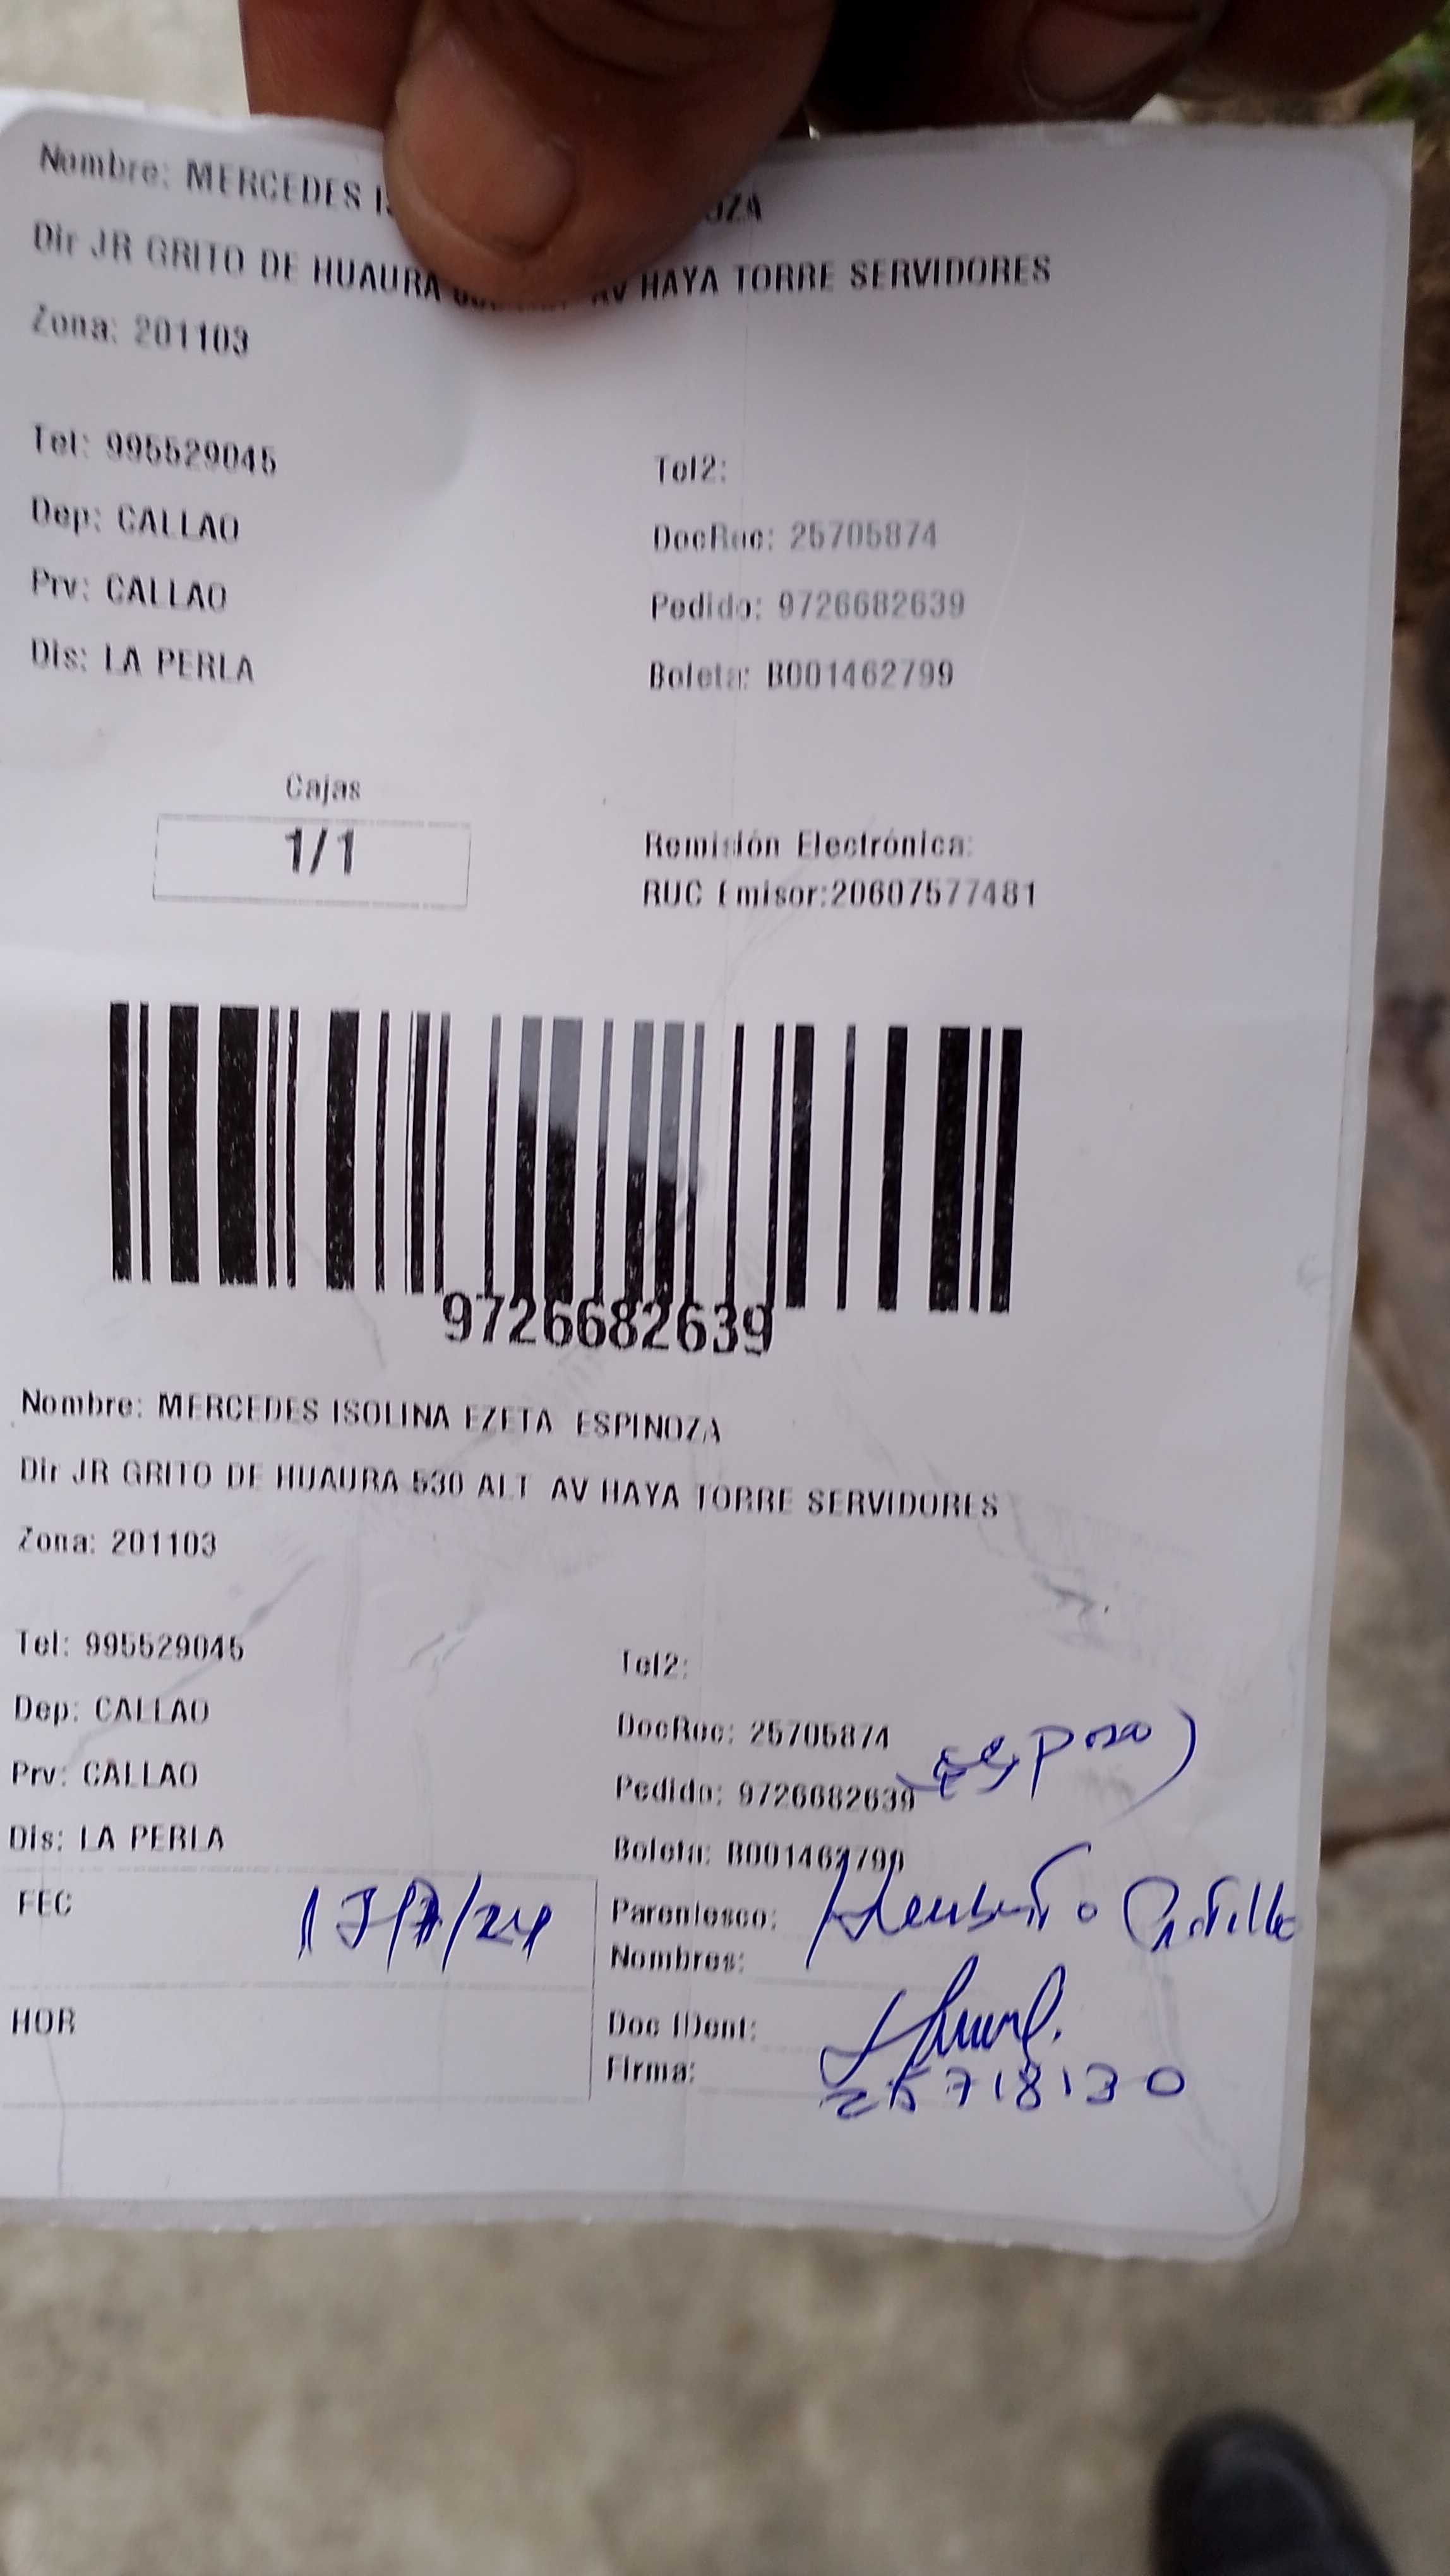 Nombre: MERCEDES OZA
Dir JR GRITO DE HUAURA AV HAYA TORRE SERVIDORES
Zona: 201103
Tel: 995529045 Tel2:
Dep: CALLAO DocRuc: 25705874
Prv: CALLAO Pedido: 9726682639
Dis: LA PERLA Boleta: B001462799
Cajas
1/1
Remisión Electrónica:
RUC Emisor:20607577481
9726682639
Nombre: MERCEDES ISOLINA EZETA ESPINOZA
Dir JR GRITO DE HUAURA 530 ALT AV HAYA TORRE SERVIDORES
Zona: 201103
Tel: 995529045 Tel2:
Dep: CALLAO DocRuc: 25705874
Prv: CALLAO Pedido: 9726682639
Dis: LA PERLA Boleta: B001462799
FEC
HOR
Parentesco:
Nombres:
Doc IDent:
Firma:
25718130